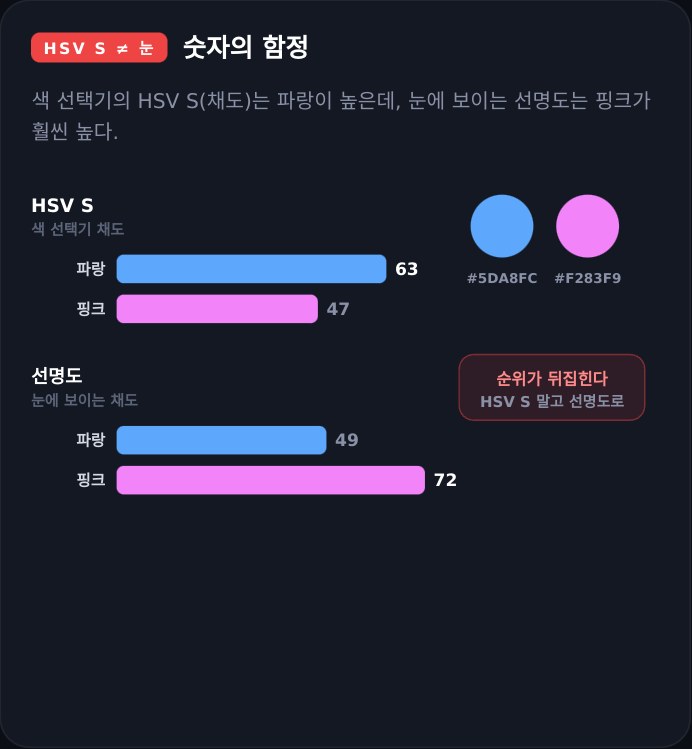 HSV S ≠ 눈 숫자의 함정
색 선택기의 HSV S(채도)는 파랑이 높은데, 눈에 보이는 선명도는 핑크가
훨씬 높다.
HSV S
색 선택기 채도
파랑 63
핑크 47
#5DA8FC #F283F9
선명도
눈에 보이는 채도
파랑 49
핑크 72
순위가 뒤집힌다
HSV S 말고 선명도로